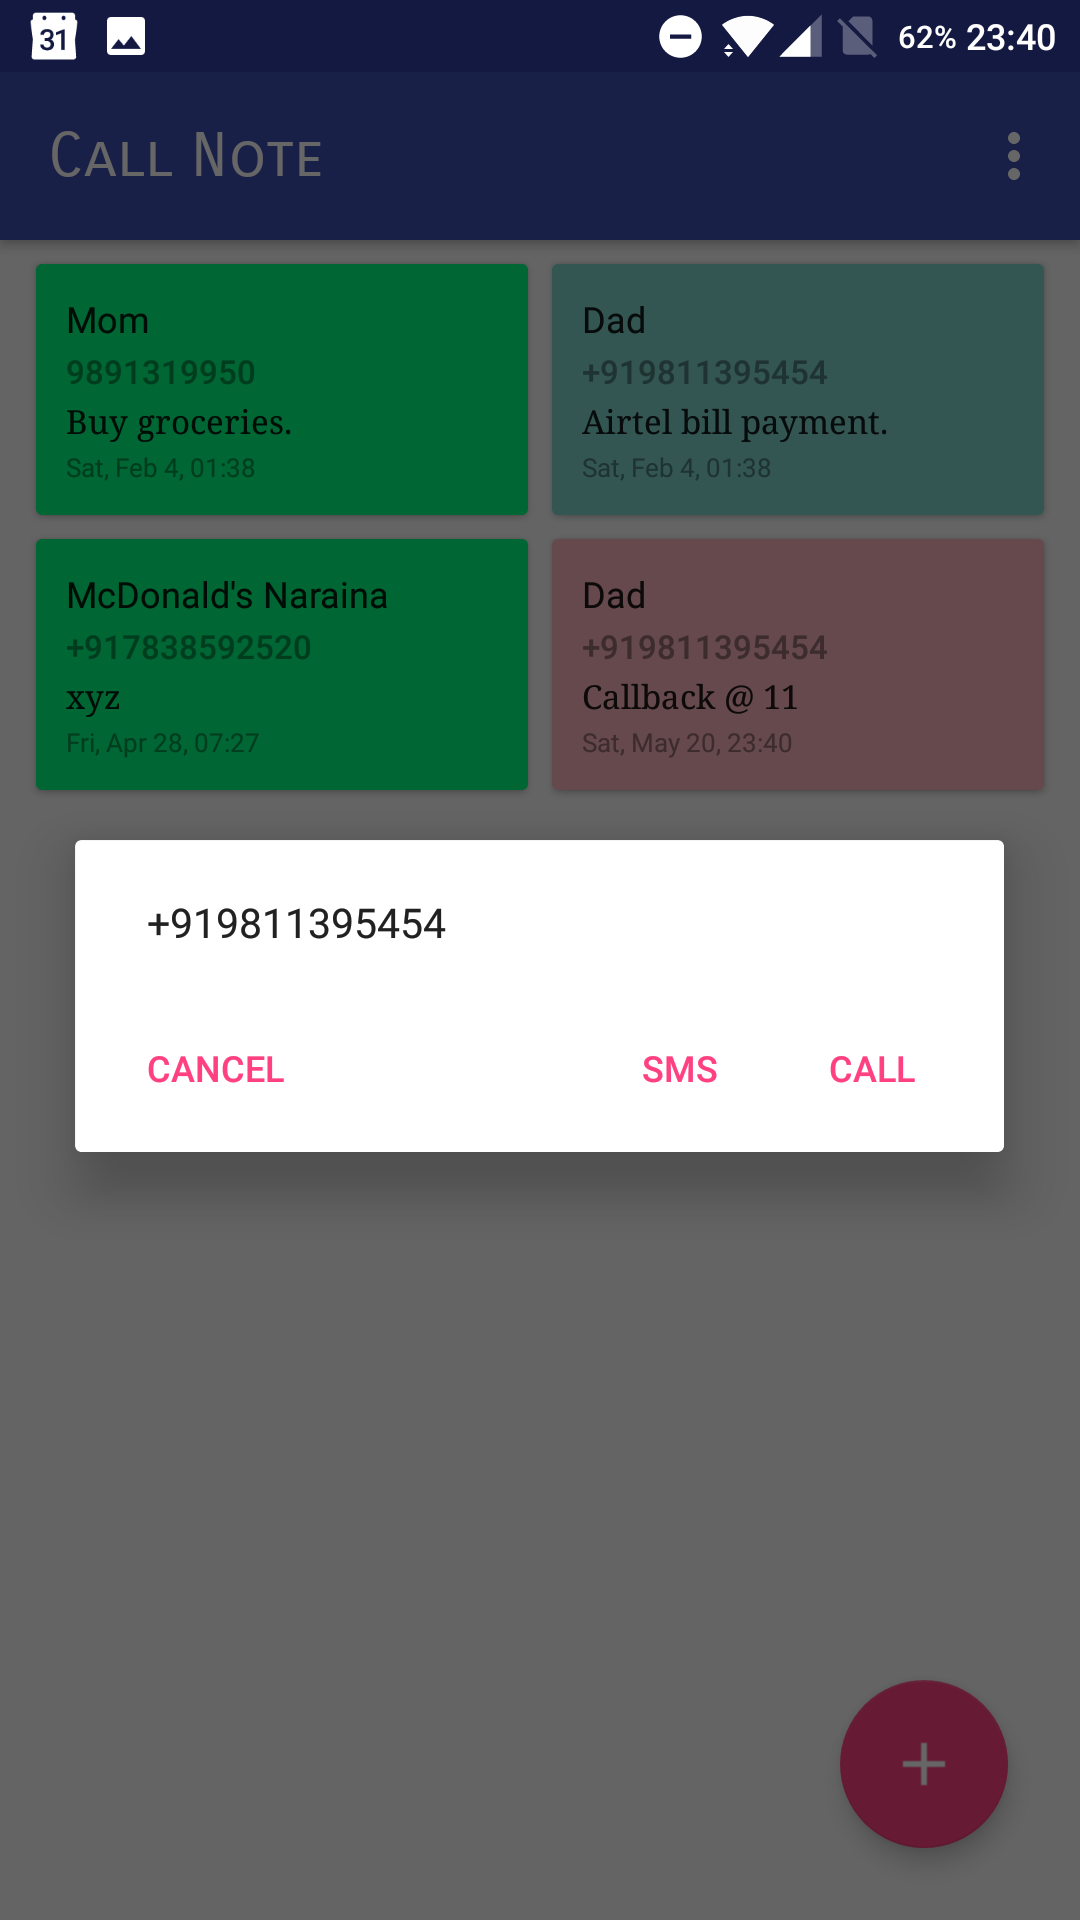 31
62% 23:40
Call Note
Mom
9891319950
Buy groceries.
Sat, Feb 4, 01:38
Dad
+919811395454
Airtel bill payment.
Sat, Feb 4, 01:38
McDonald's Naraina
+917838592520
xyz
Fri, Apr 28, 07:27
Dad
+919811395454
Callback @ 11
Sat, May 20, 23:40
+919811395454
CANCEL SMS CALL